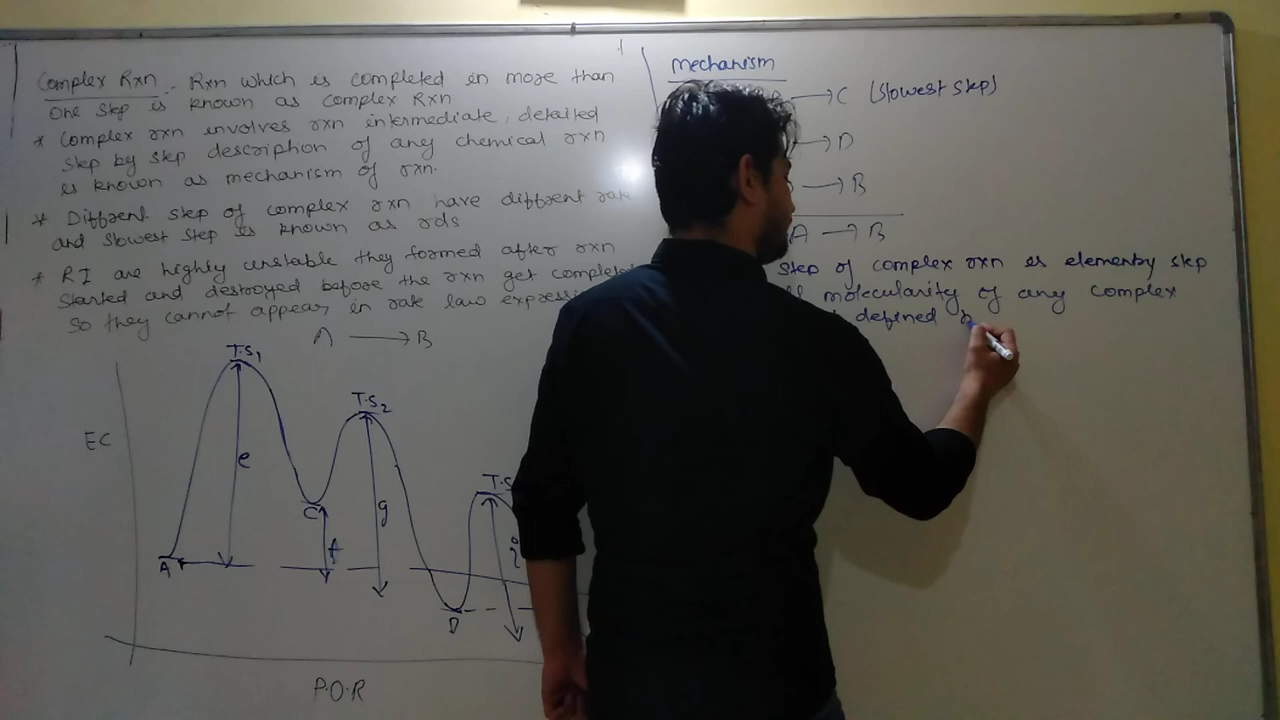 Complex Rxn :- Rxn which is completed in more than
one step is known as complex Rxn
* Complex rxn involves rxn intermediate, detailed
step by step description of any chemical rxn
is known as mechanism of rxn.
* Diffrent step of complex rxn have diffrent rate
and slowest step is known as rds
* RI are highly unstable they formed after rxn
started and destroyed before the rxn get completed
so they cannot appear in rate law
A → B
T.S1
T.S2
T.S
EC
e
C
f
g
i
A
D
P.O.R
mechanism
→ C (slowest step)
→ D
→ B
A → B
step of complex rxn is elementry step
molecularity of any complex
defined